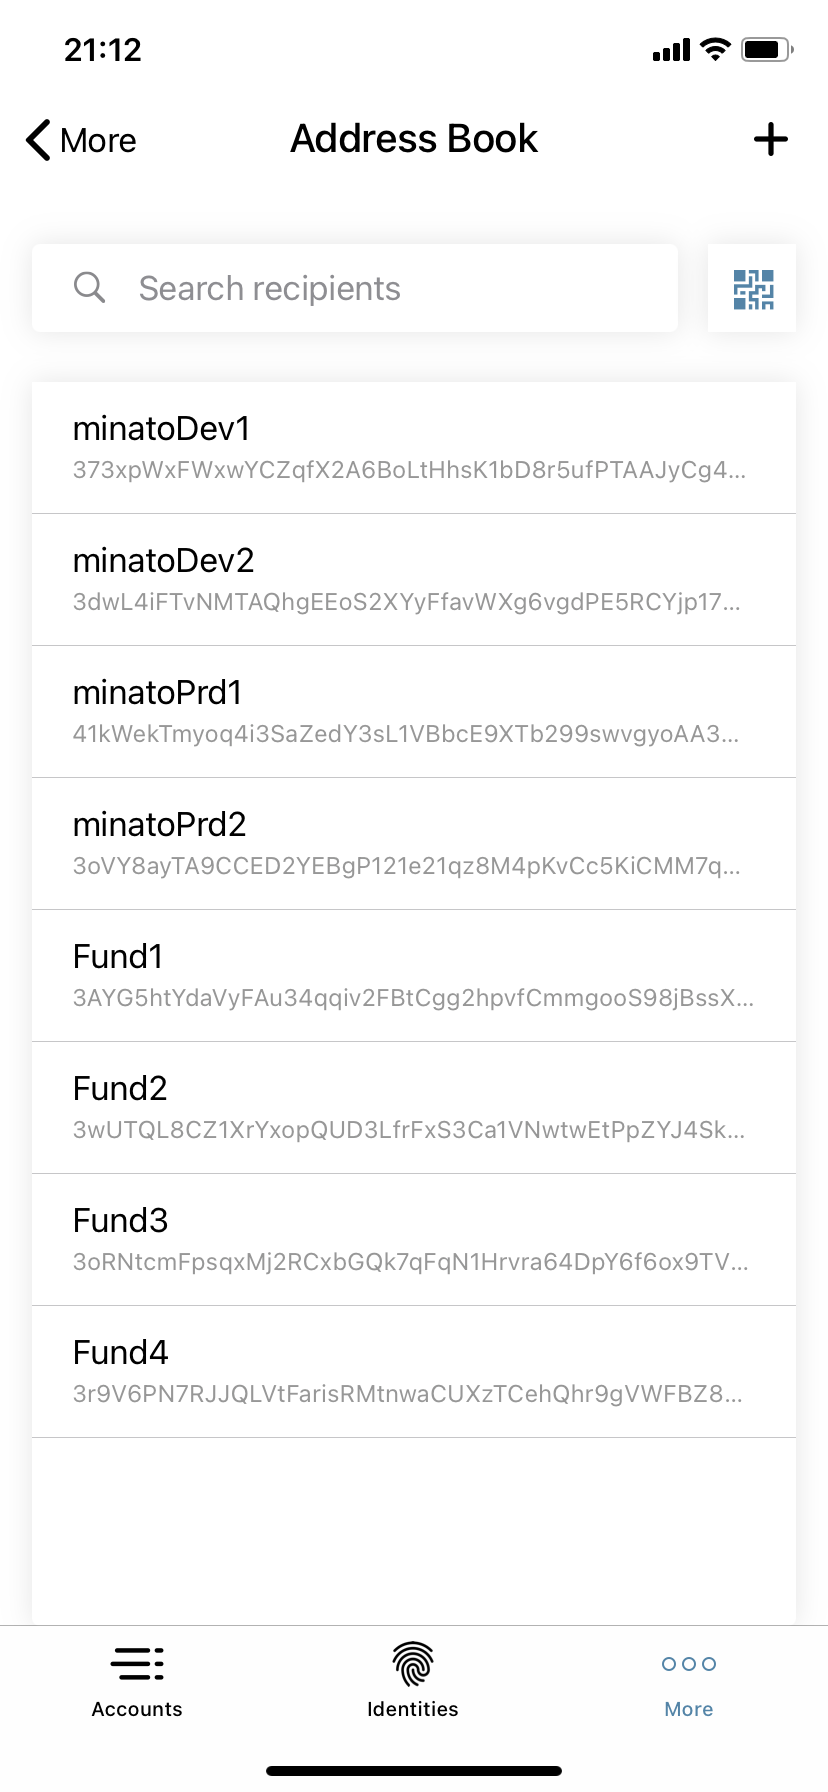 21:12
More
Address Book
Search recipients
minatoDev1
373xpWxFWxwYCZqfX2A6BoLtHhsK1bD8r5ufPTAAJyCg4...
minatoDev2
3dwL4iFTvNMTAQhgEEoS2XYyFfavWXg6vgdPE5RCYjp17...
minatoPrd1
41kWekTmyoq4i3SaZedY3sL1VBbcE9XTb299swvgyoAA3...
minatoPrd2
3oVY8ayTA9CCED2YEBgP121e21qz8M4pKvCc5KiCMM7q...
Fund1
3AYG5htYdaVyFAu34qqiv2FBtCgg2hpvfCmmgooS98jBssX...
Fund2
3wUTQL8CZ1XrYxopQUD3LfrFxS3Ca1VNwtwEtPpZYJ4Sk...
Fund3
3oRNtcmFpsqxMj2RCxbGQk7qFqN1Hrvra64DpY6f6ox9TV...
Fund4
3r9V6PN7RJJQLVtFarisRMtnwaCUXzTCehQhr9gVWFBZ8...
Accounts
Identities
More